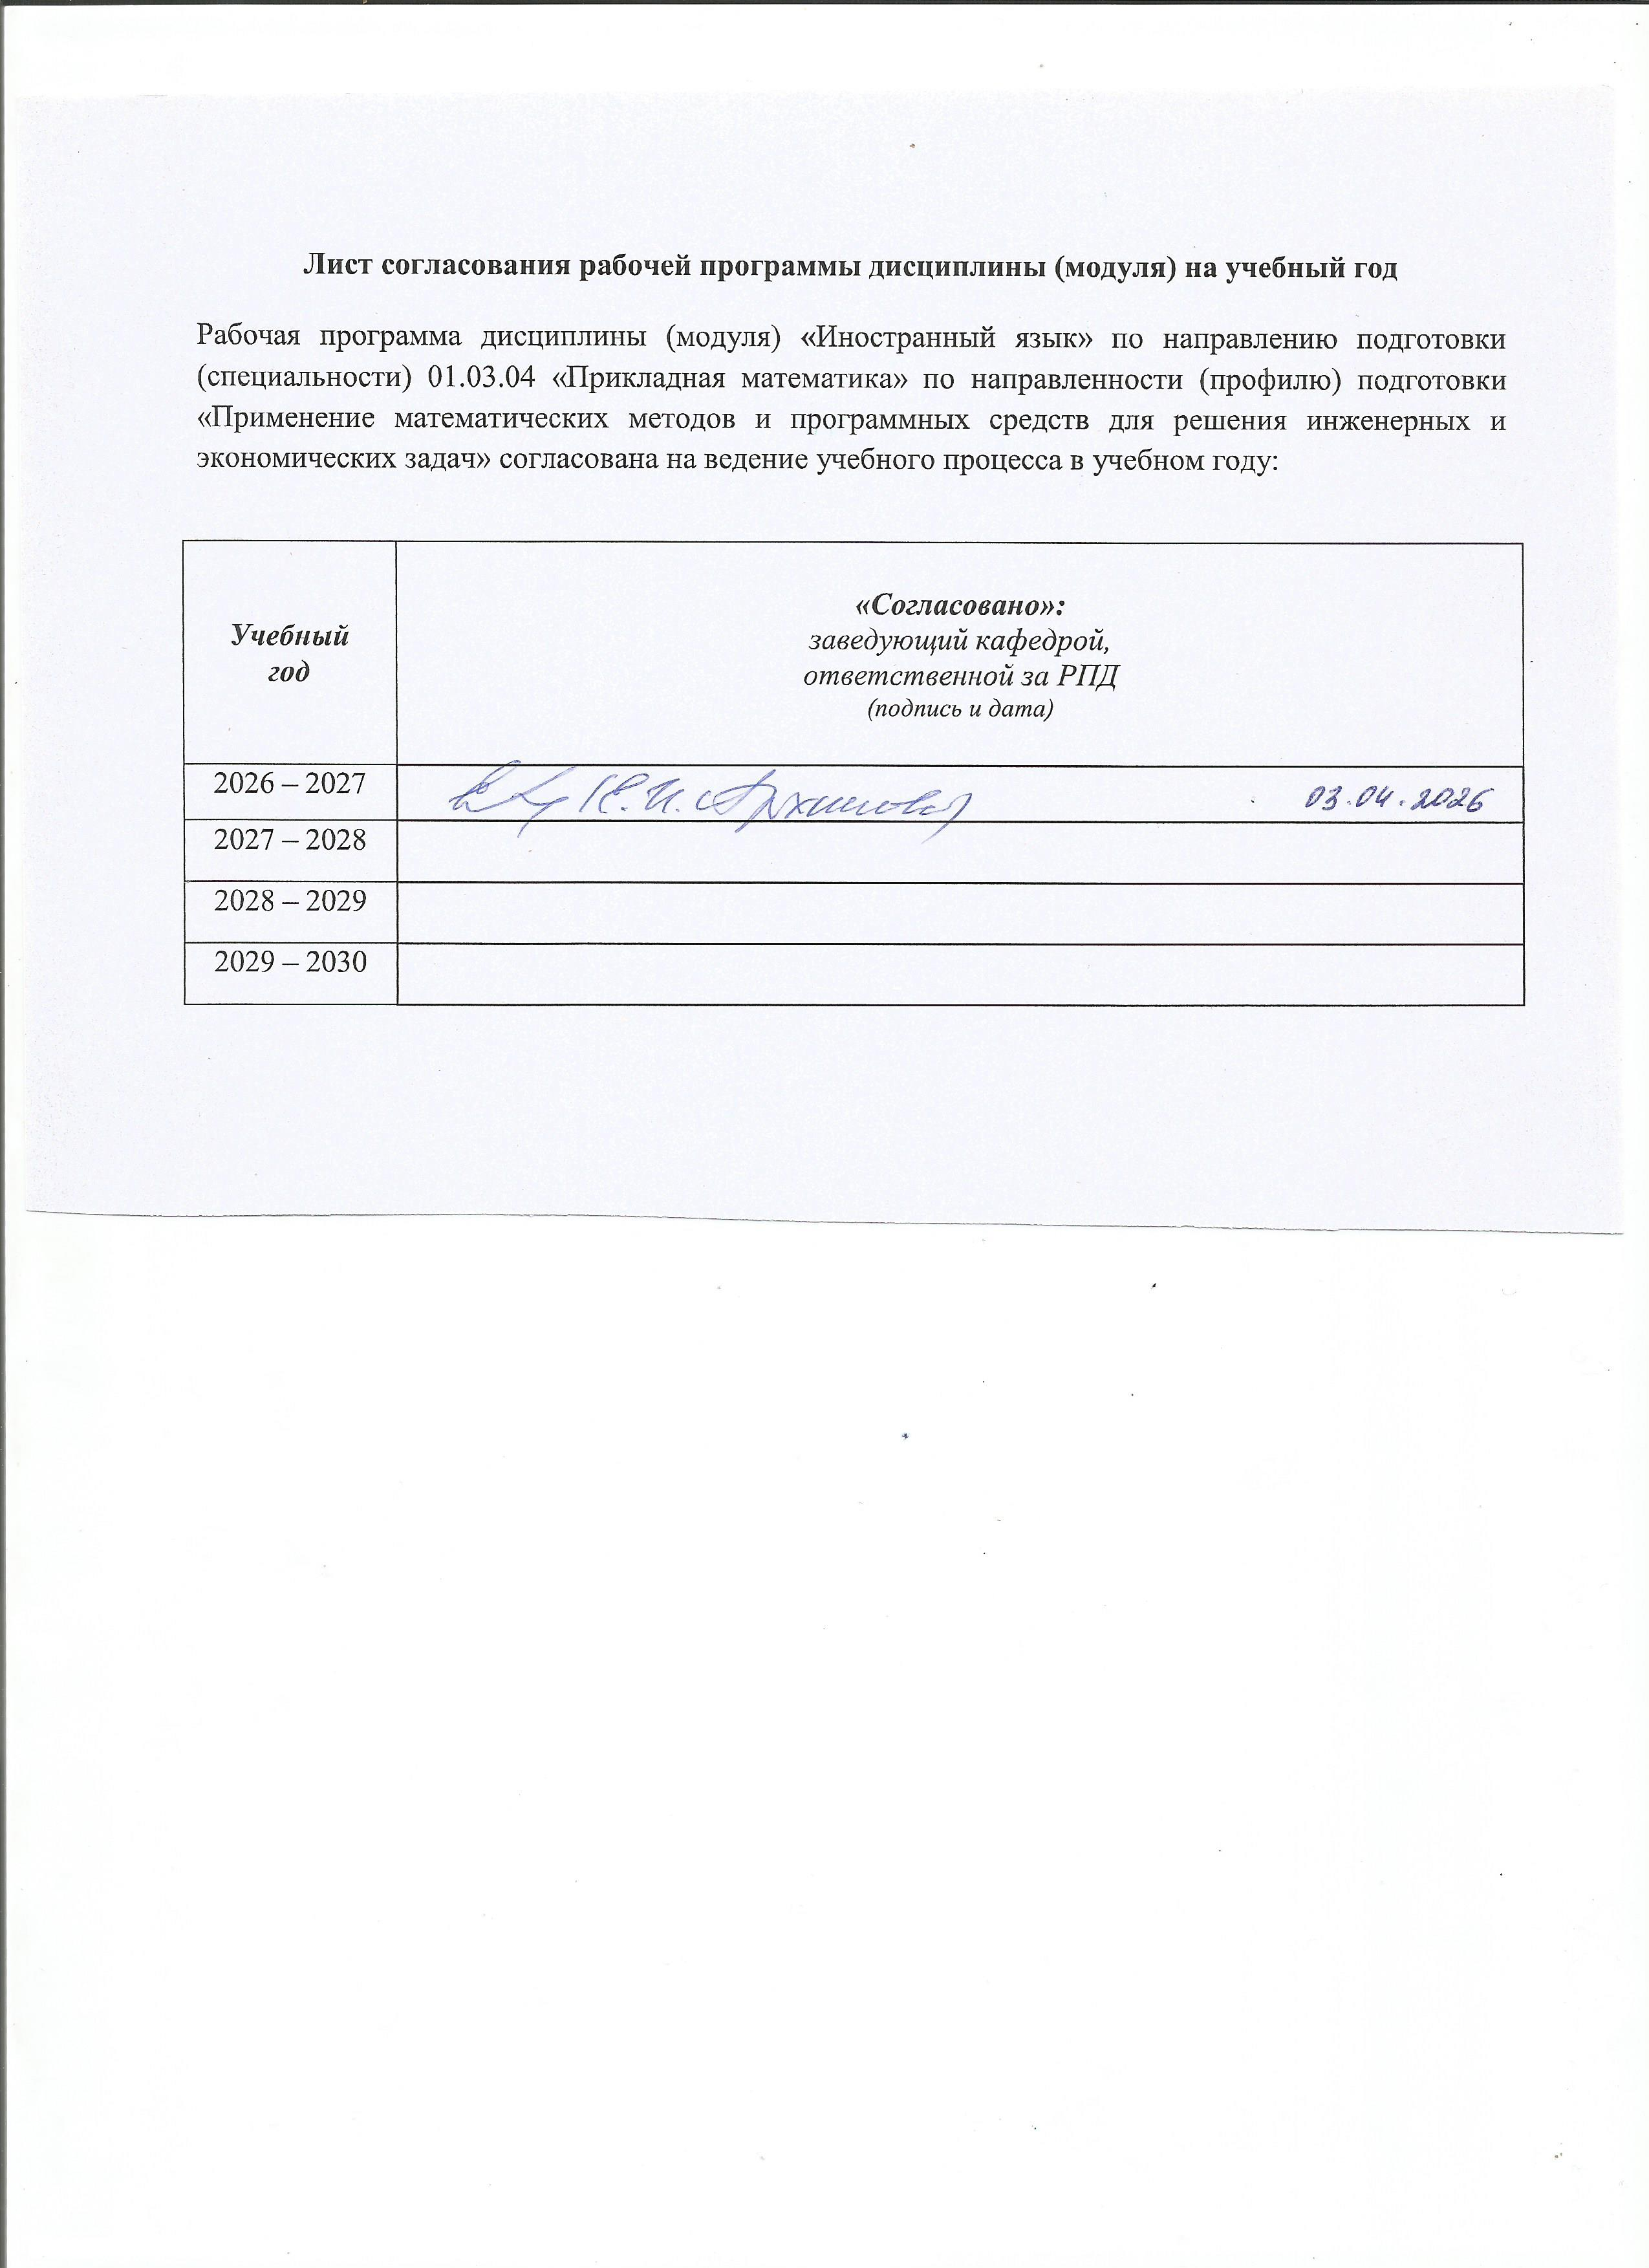 Лист согласования рабочей программы дисциплины (модуля) на учебный год
Рабочая программа дисциплины (модуля) «Иностранный язык» по направлению подготовки
(специальности) 01.03.04 «Прикладная математика» по направленности (профилю) подготовки
«Применение математических методов и программных средств для решения инженерных и
экономических задач» согласована на ведение учебного процесса в учебном году:
Учебный
год
«Согласовано»:
заведующий кафедрой,
ответственной за РПД
(подпись и дата)
2026 – 2027
03.04.2026
2027 – 2028
2028 – 2029
2029 – 2030